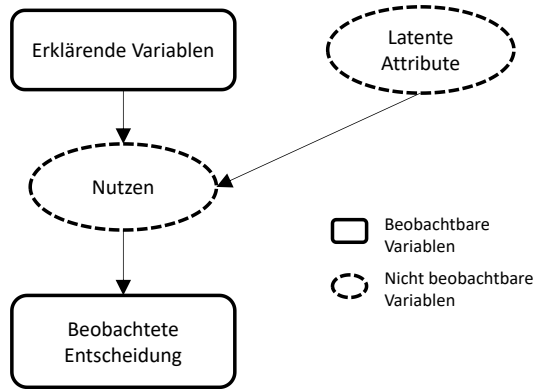 Erklärende Variablen
Latente
Attribute
Nutzen
Beobachtbare
Variablen
Nicht beobachtbare
Variablen
Beobachtete
Entscheidung